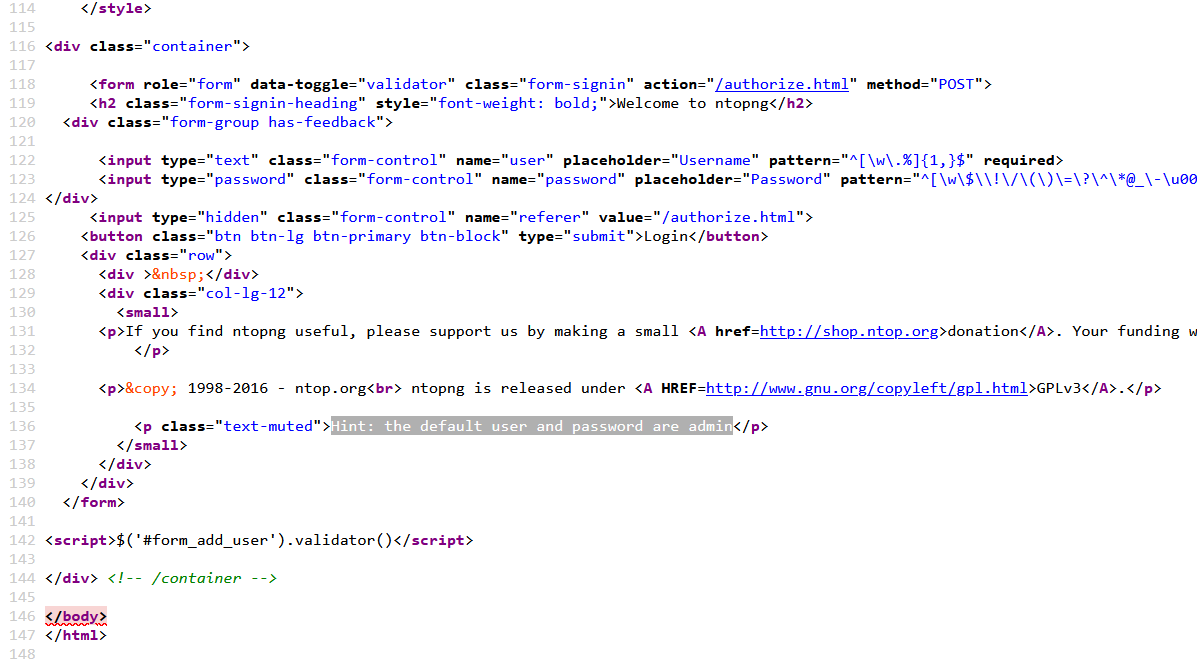 114     </style>
115
116 <div class="container">
117
118      <form role="form" data-toggle="validator" class="form-signin" action="/authorize.html" method="POST">
119      <h2 class="form-signin-heading" style="font-weight: bold;">Welcome to ntopng</h2>
120   <div class="form-group has-feedback">
121
122       <input type="text" class="form-control" name="user" placeholder="Username" pattern="^[\w\.%]{1,}$" required>
123       <input type="password" class="form-control" name="password" placeholder="Password" pattern="^[\w\$\\!\/\(\)\=\?\^\*@_\-\u00
124 </div>
125      <input type="hidden" class="form-control" name="referer" value="/authorize.html">
126     <button class="btn btn-lg btn-primary btn-block" type="submit">Login</button>
127     <div class="row">
128       <div >&nbsp;</div>
129       <div class="col-lg-12">
130         <small>
131       <p>If you find ntopng useful, please support us by making a small <A href=http://shop.ntop.org>donation</A>. Your funding w
132           </p>
133
134       <p>&copy; 1998-2016 - ntop.org<br> ntopng is released under <A HREF=http://www.gnu.org/copyleft/gpl.html>GPLv3</A>.</p>
135
136           <p class="text-muted">Hint: the default user and password are admin</p>
137         </small>
138       </div>
139     </div>
140   </form>
141
142 <script>$('#form_add_user').validator()</script>
143
144 </div> <!-- /container -->
145
146 </body>
147 </html>
148